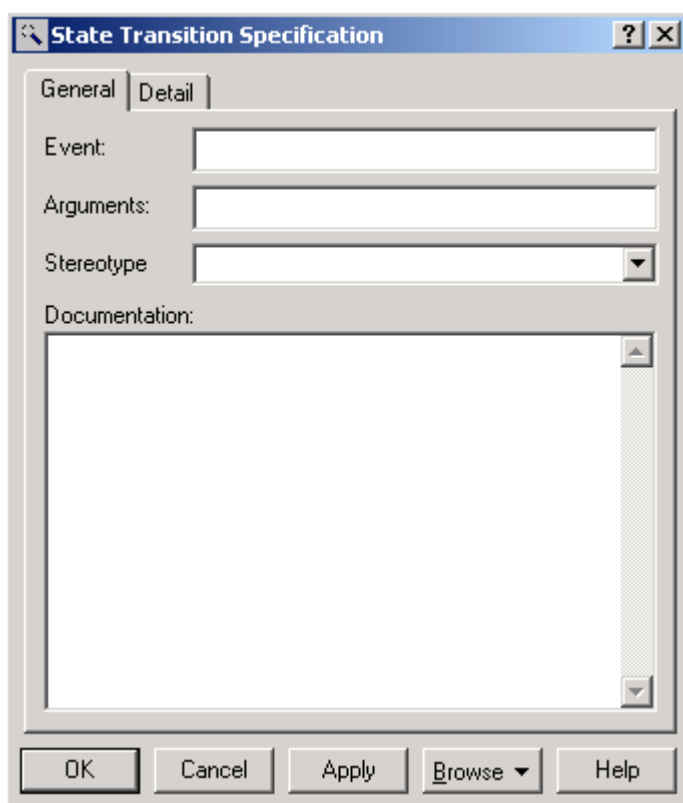 State Transition Specification
General Detail
Event:
Arguments:
Stereotype
Documentation:
OK Cancel Apply Browse Help